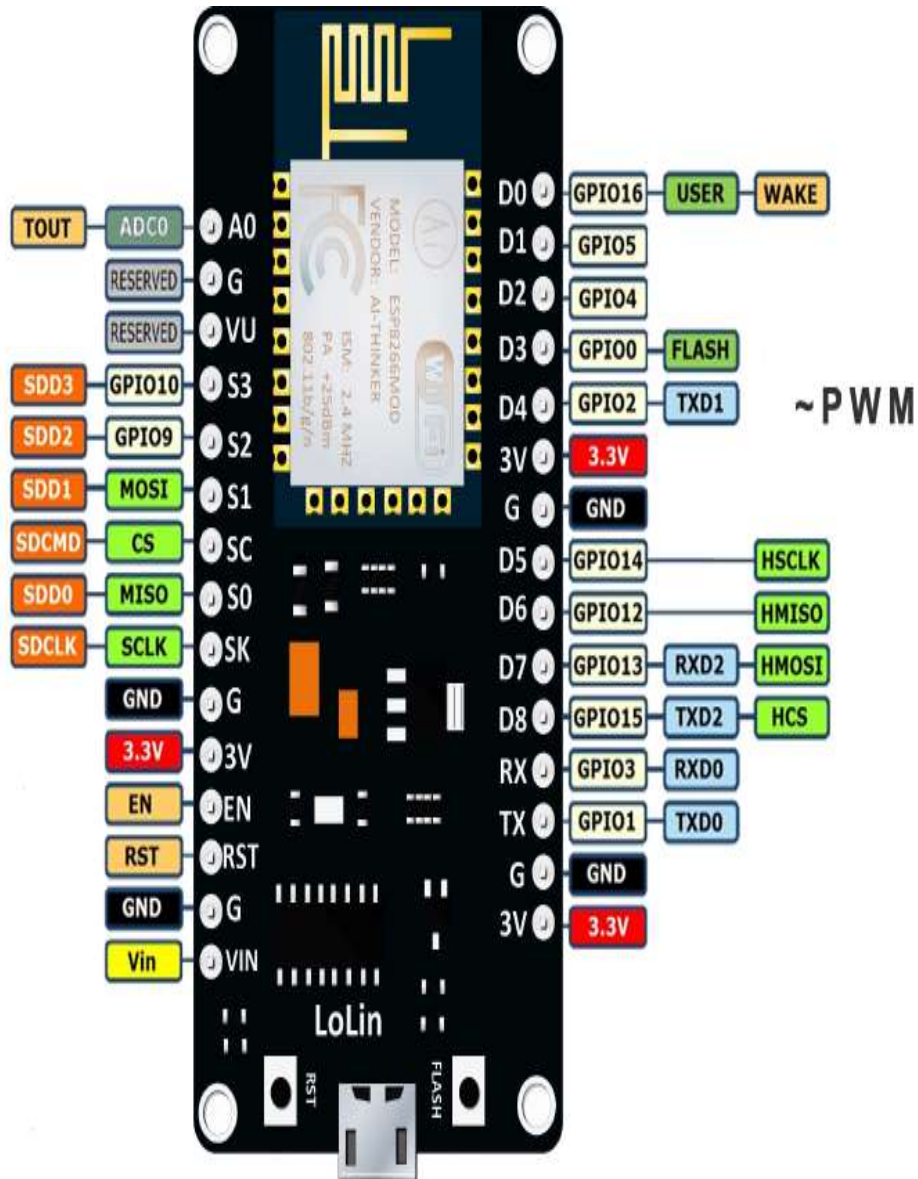 MODEL: ESP8266MOD
VENDOR: AI-THINKER
ISM: 2.4 MHZ
PA +25dBm
802.11b/g/n
Wi Fi
TOUT ADC0 A0
RESERVED G
RESERVED VU
SDD3 GPIO10 S3
SDD2 GPIO9 S2
SDD1 MOSI S1
SDCMD CS SC
SDD0 MISO S0
SDCLK SCLK SK
GND G
3.3V 3V
EN EN
RST RST
GND G
Vin VIN
D0 GPIO16 USER WAKE
D1 GPIO5
D2 GPIO4
D3 GPIO0 FLASH
D4 GPIO2 TXD1
3V 3.3V
G GND
D5 GPIO14 HSCLK
D6 GPIO12 HMISO
D7 GPIO13 RXD2 HMOSI
D8 GPIO15 TXD2 HCS
RX GPIO3 RXD0
TX GPIO1 TXD0
G GND
3V 3.3V
~PWM
LoLin
RST
FLASH